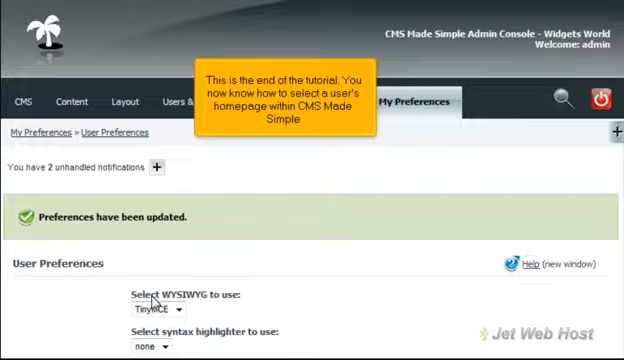 CMS Made Simple Admin Console - Widgets World
Welcome: admin
This is the end of the tutorial. You
now know how to select a user's
homepage within CMS Made
Simple
CMS Content Layout Users & My Preferences
My Preferences » User Preferences
You have 2 unhandled notifications
Preferences have been updated.
User Preferences
Help (new window)
Select WYSIWYG to use:
TinyMCE
Select syntax highlighter to use:
none
Jet Web Host